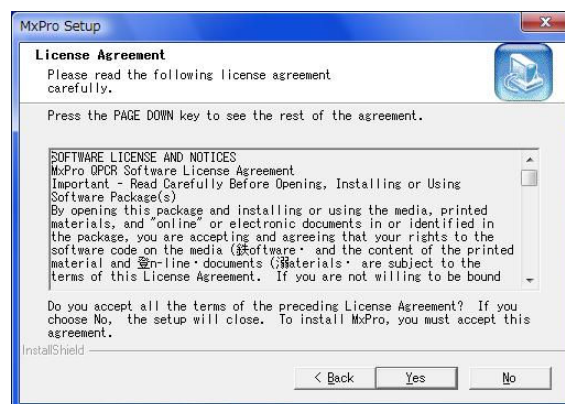 MxPro Setup
License Agreement
Please read the following license agreement
carefully.
Press the PAGE DOWN key to see the rest of the agreement.
SOFTWARE LICENSE AND NOTICES
MxPro QPCR Software License Agreement
Important - Read Carefully Before Opening, Installing or Using
Software Package(s)
By opening this package and installing or using the media, printed
materials, and "online" or electronic documents in or identified in
the package, you are accepting and agreeing that your rights to the
software code on the media (鉄oftware・ and the content of the printed
material and 登n-line・documents (溺aterials・ are subject to the
terms of this License Agreement.  If you are not willing to be bound
Do you accept all the terms of the preceding License Agreement?  If you
choose No,  the setup will close.  To install MxPro, you must accept this
agreement.
InstallShield
< Back
Yes
No